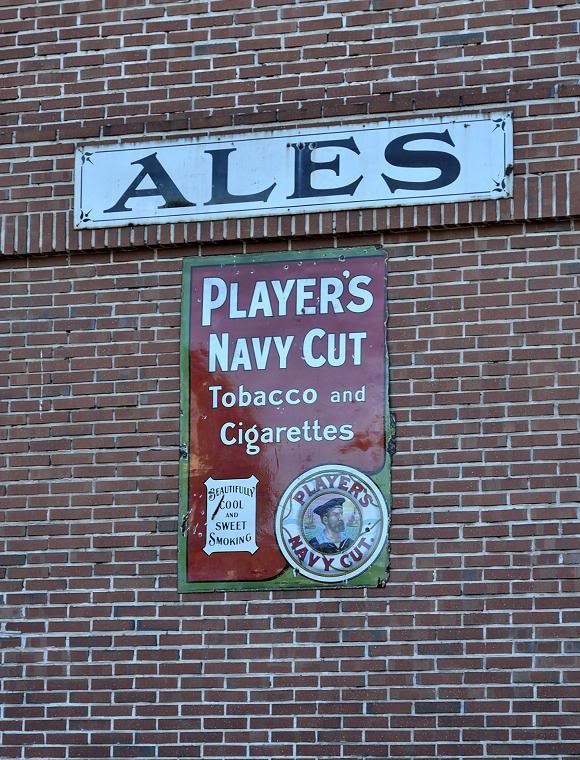 ALES
PLAYER'S
NAVY CUT
Tobacco and
Cigarettes
BEAUTIFULLY
COOL
AND
SWEET
SMOKING
PLAYER'S
NAVY CUT.